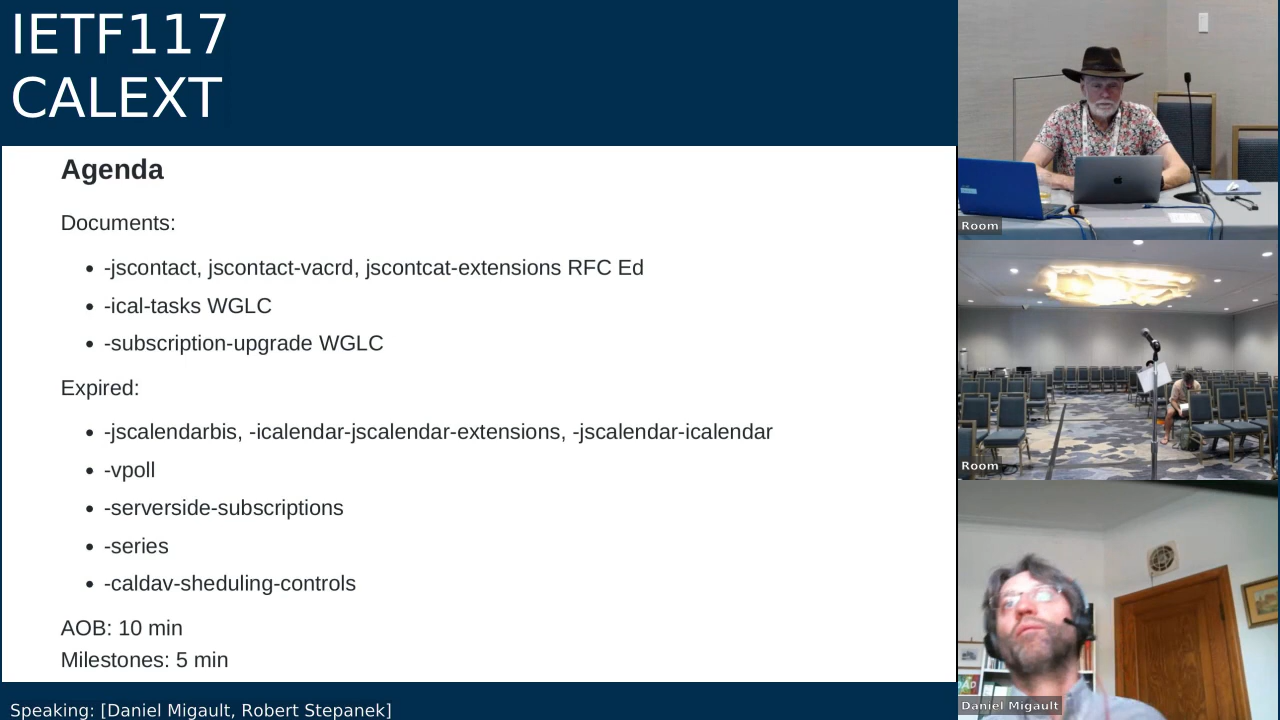 IETF117
CALEXT
Agenda
Documents:
-jscontact, jscontact-vacrd, jscontcat-extensions RFC Ed
-ical-tasks WGLC
-subscription-upgrade WGLC
Expired:
-jscalendarbis, -icalendar-jscalendar-extensions, -jscalendar-icalendar
-vpoll
-serverside-subscriptions
-series
-caldav-sheduling-controls
AOB: 10 min
Milestones: 5 min
Speaking: [Daniel Migault, Robert Stepanek]
Room
Room
Daniel Migault